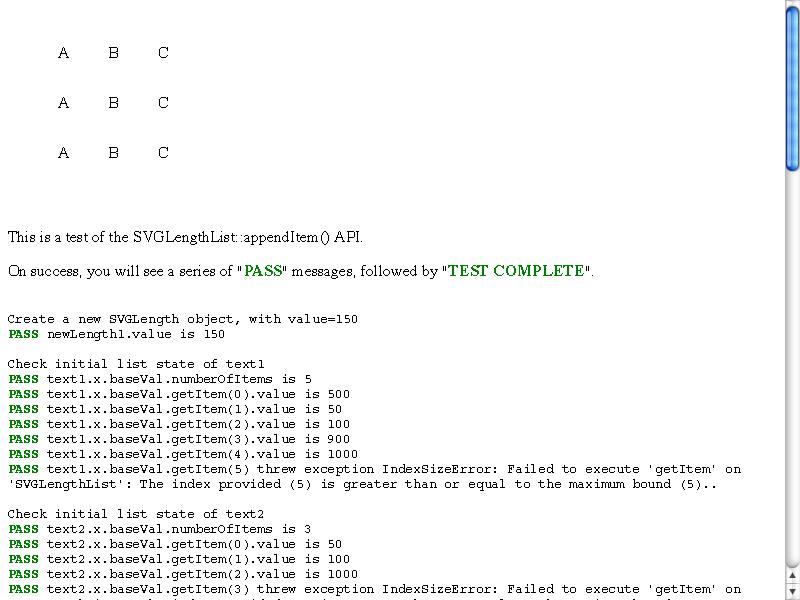 A B C
A B C
A B C
This is a test of the SVGLengthList::appendItem() API.
On success, you will see a series of "PASS" messages, followed by "TEST COMPLETE".
Create a new SVGLength object, with value=150
PASS newLength1.value is 150
Check initial list state of text1
PASS text1.x.baseVal.numberOfItems is 5
PASS text1.x.baseVal.getItem(0).value is 500
PASS text1.x.baseVal.getItem(1).value is 50
PASS text1.x.baseVal.getItem(2).value is 100
PASS text1.x.baseVal.getItem(3).value is 900
PASS text1.x.baseVal.getItem(4).value is 1000
PASS text1.x.baseVal.getItem(5) threw exception IndexSizeError: Failed to execute 'getItem' on
'SVGLengthList': The index provided (5) is greater than or equal to the maximum bound (5)..
Check initial list state of text2
PASS text2.x.baseVal.numberOfItems is 3
PASS text2.x.baseVal.getItem(0).value is 50
PASS text2.x.baseVal.getItem(1).value is 100
PASS text2.x.baseVal.getItem(2).value is 1000
PASS text2.x.baseVal.getItem(3) threw exception IndexSizeError: Failed to execute 'getItem' on